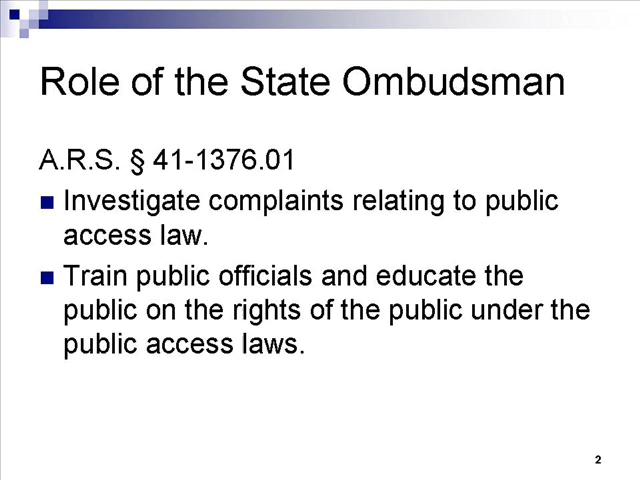 Role of the State Ombudsman
A.R.S. § 41-1376.01
Investigate complaints relating to public
access law.
Train public officials and educate the
public on the rights of the public under the
public access laws.
2